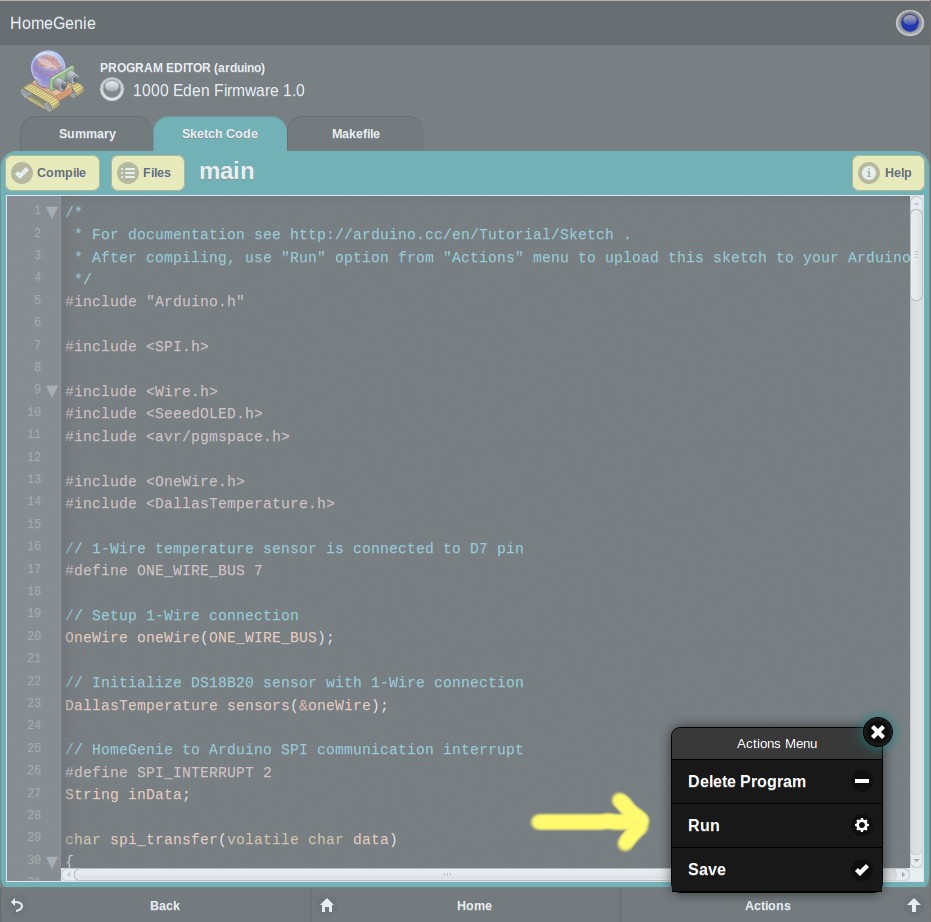 HomeGenie
PROGRAM EDITOR (arduino)
1000 Eden Firmware 1.0
Summary Sketch Code Makefile
Compile Files main Help
1 /*
2 * For documentation see http://arduino.cc/en/Tutorial/Sketch .
3 * After compiling, use "Run" option from "Actions" menu to upload this sketch to your Arduino
4 */
5 #include "Arduino.h"
6
7 #include <SPI.h>
8
9 #include <Wire.h>
10 #include <SeeedOLED.h>
11 #include <avr/pgmspace.h>
12
13 #include <OneWire.h>
14 #include <DallasTemperature.h>
15
16 // 1-Wire temperature sensor is connected to D7 pin
17 #define ONE_WIRE_BUS 7
18
19 // Setup 1-Wire connection
20 OneWire oneWire(ONE_WIRE_BUS);
21
22 // Initialize DS18B20 sensor with 1-Wire connection
23 DallasTemperature sensors(&oneWire);
24
25 // HomeGenie to Arduino SPI communication interrupt
26 #define SPI_INTERRUPT 2
27 String inData;
28
29 char spi_transfer(volatile char data)
30 {
Actions Menu
Delete Program
Run
Save
Back Home Actions